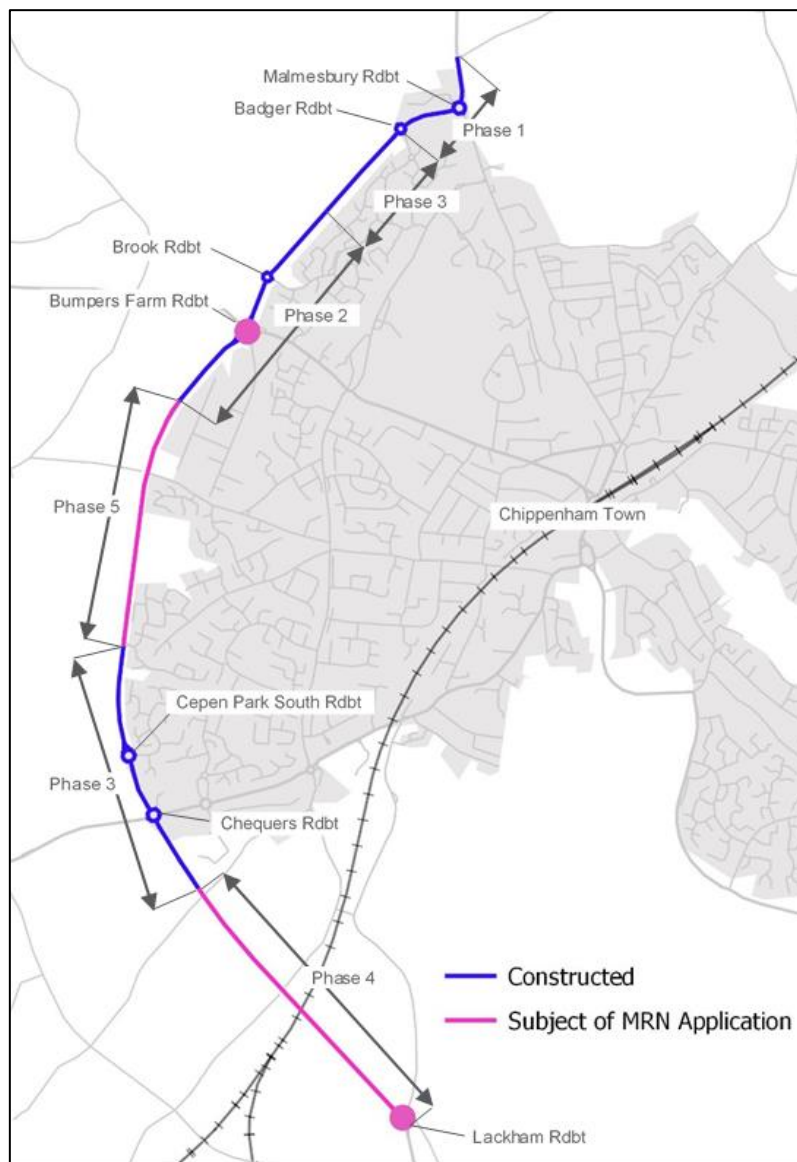 Malmesbury Rdbt
Badger Rdbt
Phase 1
Phase 3
Brook Rdbt
Bumpers Farm Rdbt
Phase 2
Phase 5
Chippenham Town
Cepen Park South Rdbt
Phase 3
Chequers Rdbt
Phase 4
Constructed
Subject of MRN Application
Lackham Rdbt